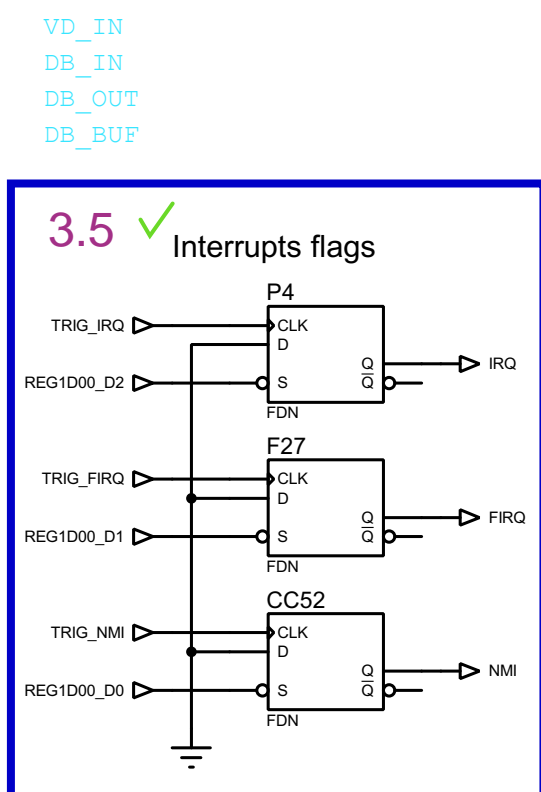 VD_IN
DB_IN
DB_OUT
DB_BUF
3.5 Interrupts flags
P4
TRIG_IRQ CLK
D
Q IRQ
REG1D00_D2 S Q
FDN
F27
TRIG_FIRQ CLK
D
Q FIRQ
REG1D00_D1 S Q
FDN
CC52
TRIG_NMI CLK
D
Q NMI
REG1D00_D0 S Q
FDN